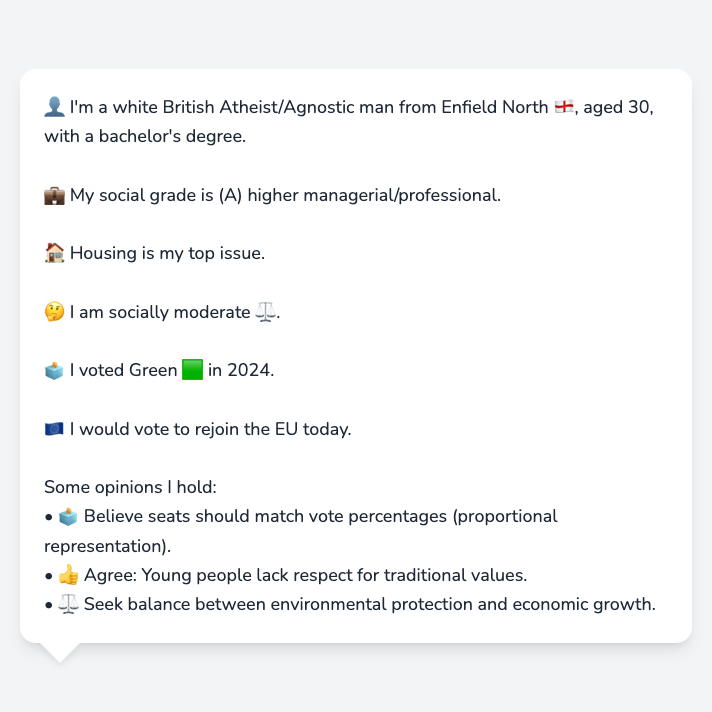 👤 I'm a white British Atheist/Agnostic man from Enfield North 🏴󠁧󠁢󠁥󠁮󠁧󠁿, aged 30,
with a bachelor's degree.
💼 My social grade is (A) higher managerial/professional.
🏠 Housing is my top issue.
🤔 I am socially moderate ⚖️.
🗳️ I voted Green 🟩 in 2024.
🇪🇺 I would vote to rejoin the EU today.
Some opinions I hold:
• 🗳️ Believe seats should match vote percentages (proportional
representation).
• 👍 Agree: Young people lack respect for traditional values.
• ⚖️ Seek balance between environmental protection and economic growth.